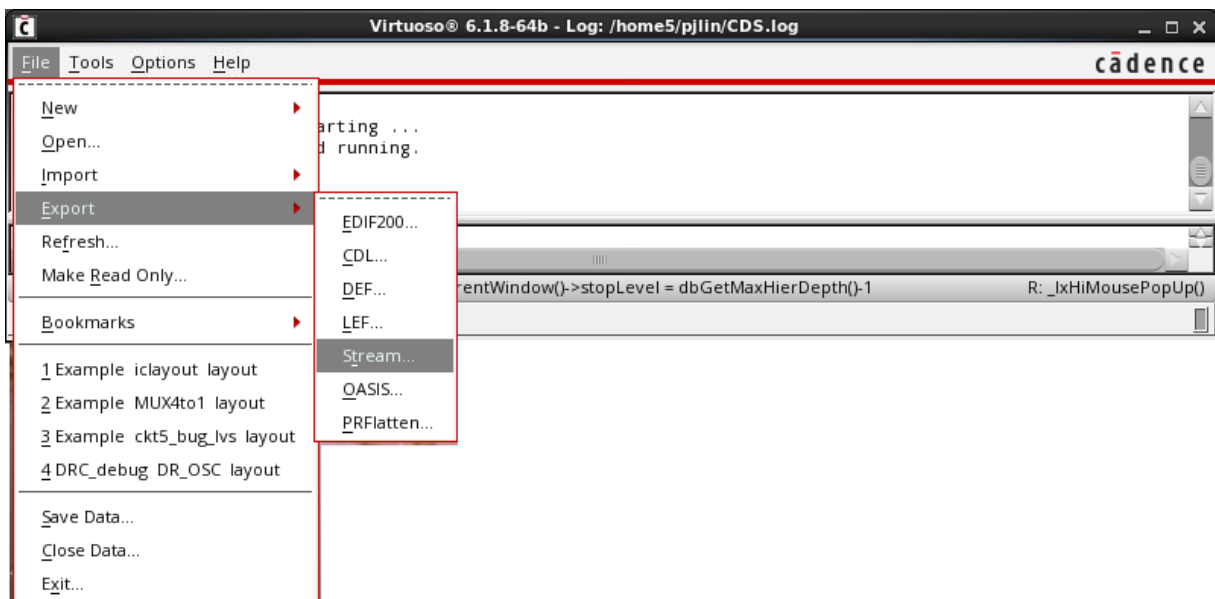 Virtuoso® 6.1.8-64b - Log: /home5/pjlin/CDS.log
File Tools Options Help
cādence
New
Open...
Import
Export
Refresh...
Make Read Only...
Bookmarks
1 Example iclayout layout
2 Example MUX4to1 layout
3 Example ckt5_bug_lvs layout
4 DRC_debug DR_OSC layout
Save Data...
Close Data...
Exit...
arting ...
d running.
EDIF200...
CDL...
DEF...
LEF...
Stream...
OASIS...
PRFlatten...
rentWindow()->stopLevel = dbGetMaxHierDepth()-1
R: _lxHiMousePopUp()